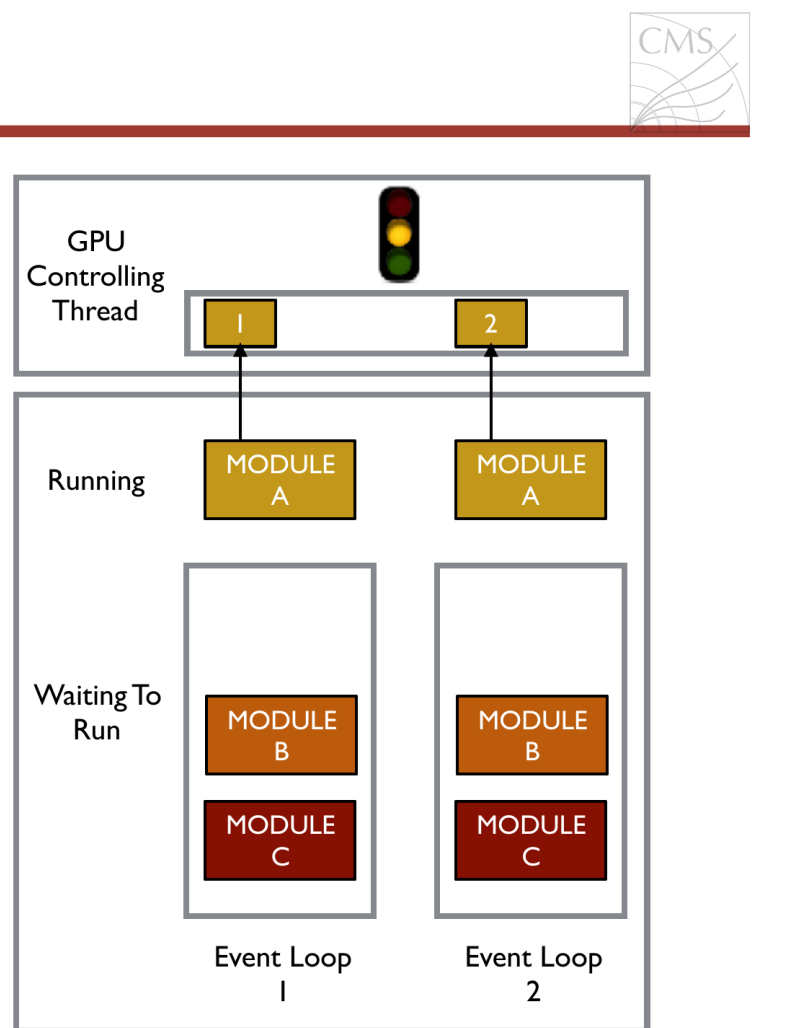 CMS
GPU
Controlling
Thread
1
2
Running
MODULE
A
MODULE
A
Waiting To
Run
MODULE
B
MODULE
B
MODULE
C
MODULE
C
Event Loop
1
Event Loop
2